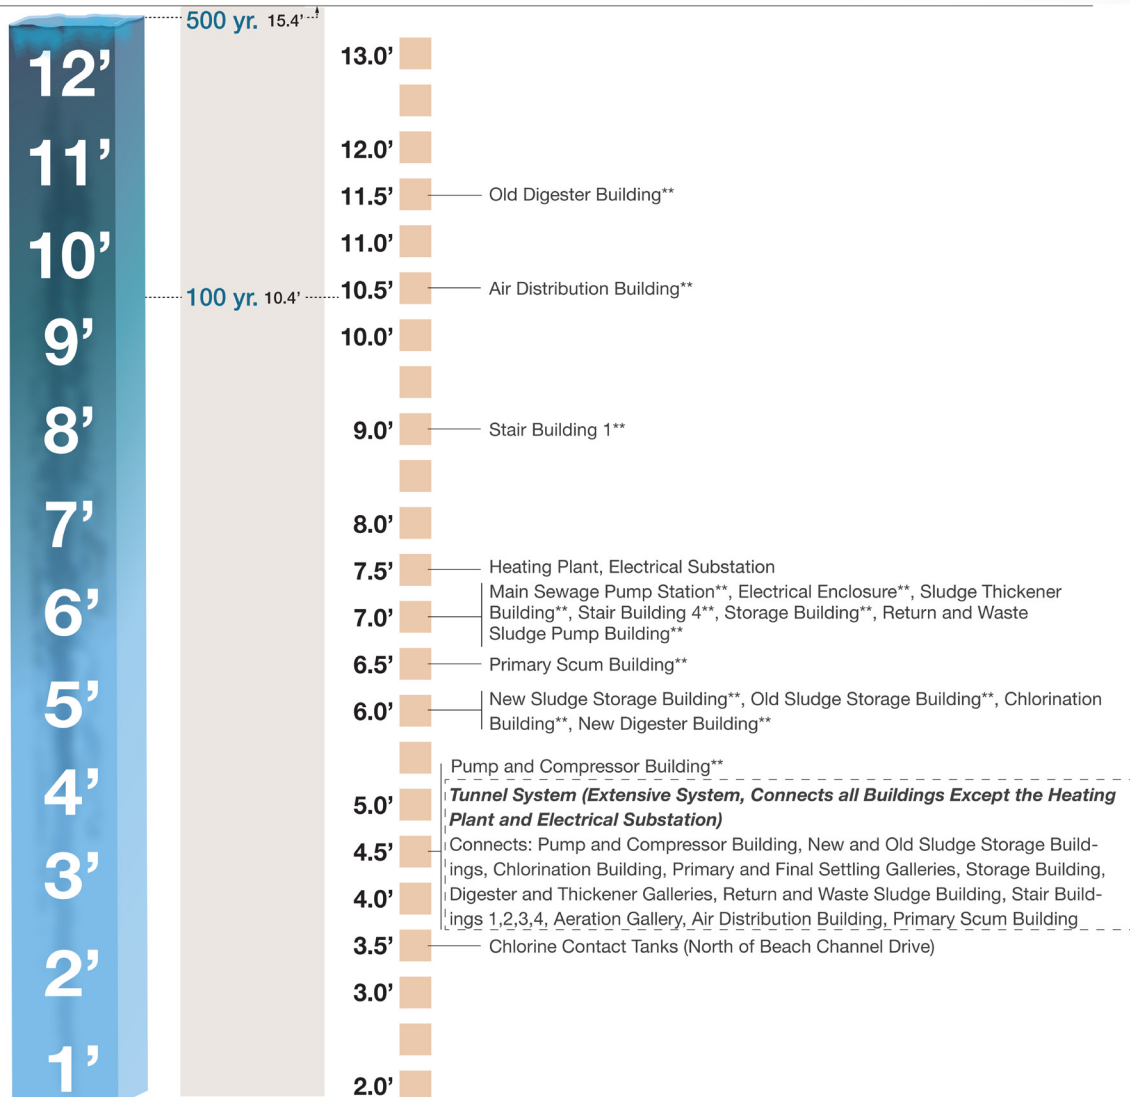 500 yr. 15.4’
12’
11’
10’
100 yr. 10.4’
9’
8’
7’
6’
5’
4’
3’
2’
1’
13.0’
12.0’
11.5’ Old Digester Building**
11.0’
10.5’ Air Distribution Building**
10.0’
9.0’ Stair Building 1**
8.0’
7.5’ Heating Plant, Electrical Substation
7.0’
Main Sewage Pump Station**, Electrical Enclosure**, Sludge Thickener
Building**, Stair Building 4**, Storage Building**, Return and Waste
Sludge Pump Building**
6.5’ Primary Scum Building**
6.0’
New Sludge Storage Building**, Old Sludge Storage Building**, Chlorination
Building**, New Digester Building**
Pump and Compressor Building**
5.0’
Tunnel System (Extensive System, Connects all Buildings Except the Heating
Plant and Electrical Substation)
4.5’
Connects: Pump and Compressor Building, New and Old Sludge Storage Build-
ings, Chlorination Building, Primary and Final Settling Galleries, Storage Building,
4.0’
Digester and Thickener Galleries, Return and Waste Sludge Building, Stair Build-
ings 1,2,3,4, Aeration Gallery, Air Distribution Building, Primary Scum Building
3.5’ Chlorine Contact Tanks (North of Beach Channel Drive)
3.0’
2.0’